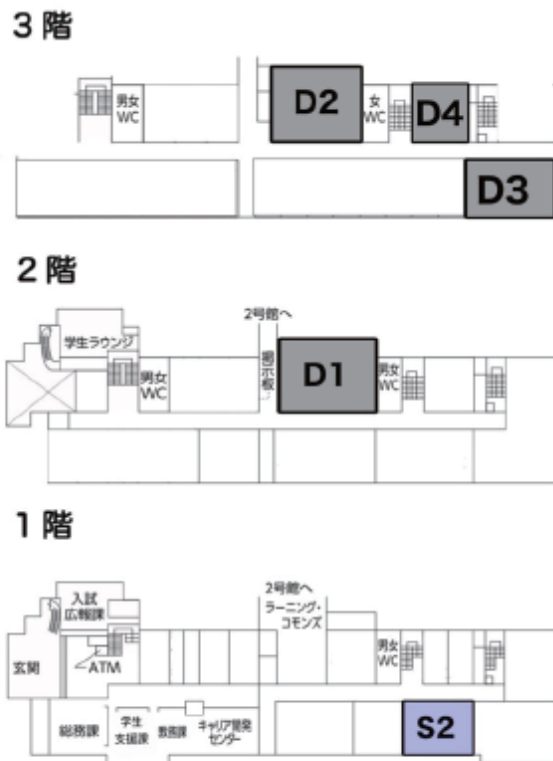 3階
男女
WC
D2
女
WC
D4
D3
2階
2号館へ
学生ラウンジ
掲示板
男女
WC
D1
男女
WC
1階
入試
広報課
2号館へ
ラーニング・
コモンズ
玄関
ATM
男女
WC
総務課
学生
支援課
教務課
キャリア開発
センター
S2